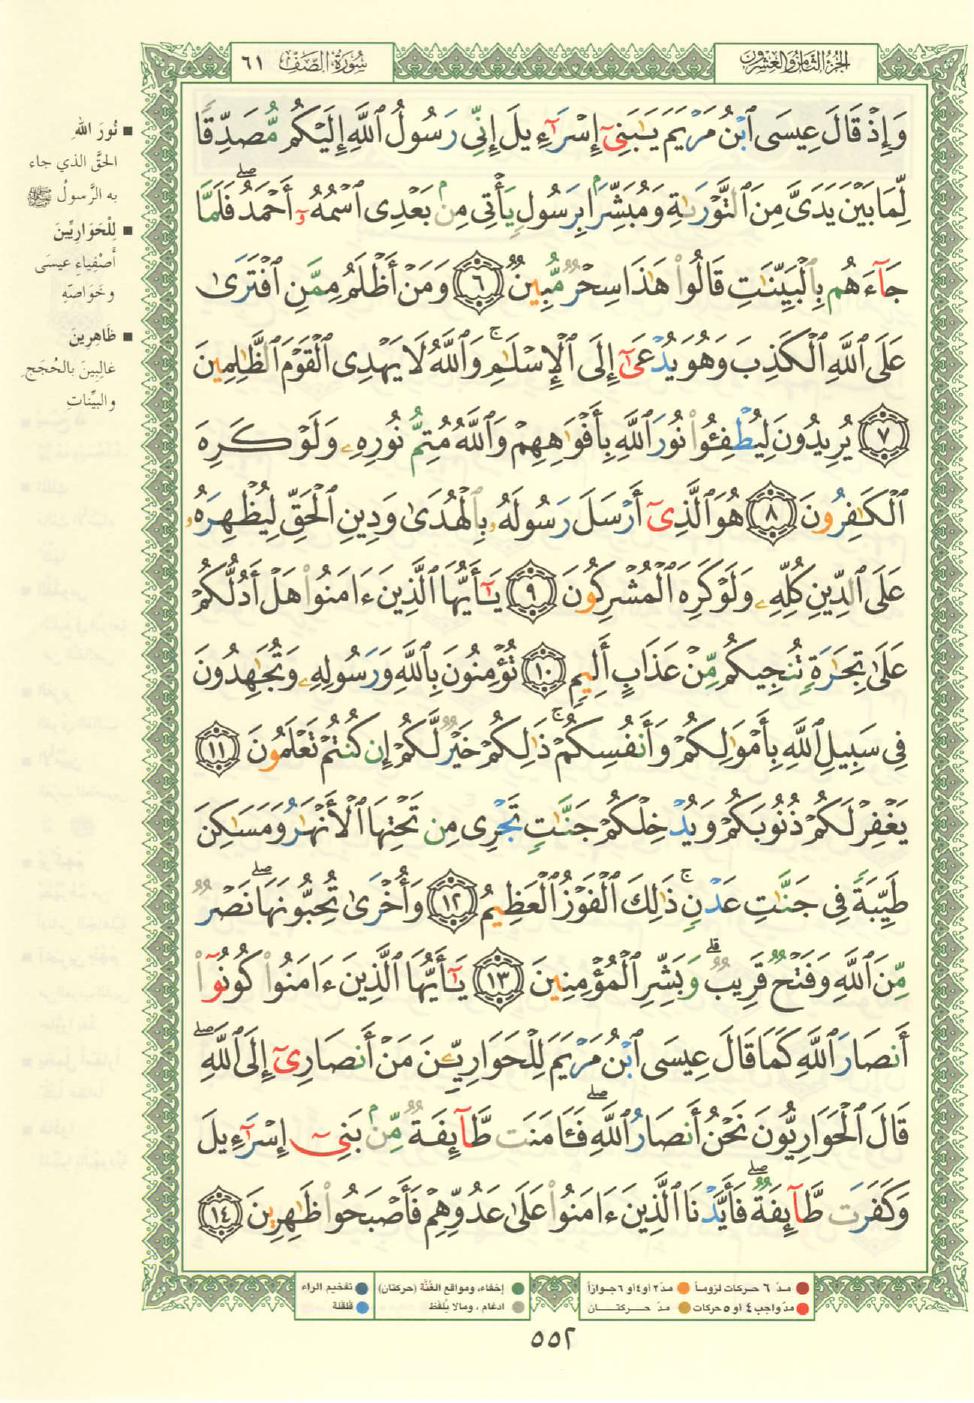 الجزء الثامن والعشرون
سورة الصف ٦١
وَإِذْ قَالَ عِيسَى ٱبْنُ مَرْيَمَ يَـٰبَنِىٓ إِسْرَٰٓءِيلَ إِنِّى رَسُولُ ٱللَّهِ إِلَيْكُم مُّصَدِّقًا
لِّمَا بَيْنَ يَدَىَّ مِنَ ٱلتَّوْرَىٰةِ وَمُبَشِّرًۢا بِرَسُولٍ يَأْتِى مِنۢ بَعْدِى ٱسْمُهُۥٓ أَحْمَدُ ۖ فَلَمَّا
جَآءَهُم بِٱلْبَيِّنَـٰتِ قَالُوا۟ هَـٰذَا سِحْرٌ مُّبِينٌ ٦ وَمَنْ أَظْلَمُ مِمَّنِ ٱفْتَرَىٰ
عَلَى ٱللَّهِ ٱلْكَذِبَ وَهُوَ يُدْعَىٰٓ إِلَى ٱلْإِسْلَـٰمِ ۚ وَٱللَّهُ لَا يَهْدِى ٱلْقَوْمَ ٱلظَّـٰلِمِينَ
٧ يُرِيدُونَ لِيُطْفِـُٔوا۟ نُورَ ٱللَّهِ بِأَفْوَٰهِهِمْ وَٱللَّهُ مُتِمُّ نُورِهِۦ وَلَوْ كَرِهَ
ٱلْكَـٰفِرُونَ ٨ هُوَ ٱلَّذِىٓ أَرْسَلَ رَسُولَهُۥ بِٱلْهُدَىٰ وَدِينِ ٱلْحَقِّ لِيُظْهِرَهُۥ
عَلَى ٱلدِّينِ كُلِّهِۦ وَلَوْ كَرِهَ ٱلْمُشْرِكُونَ ٩ يَـٰٓأَيُّهَا ٱلَّذِينَ ءَامَنُوا۟ هَلْ أَدُلُّكُمْ
عَلَىٰ تِجَـٰرَةٍ تُنجِيكُم مِّنْ عَذَابٍ أَلِيمٍ ١٠ تُؤْمِنُونَ بِٱللَّهِ وَرَسُولِهِۦ وَتُجَـٰهِدُونَ
فِى سَبِيلِ ٱللَّهِ بِأَمْوَٰلِكُمْ وَأَنفُسِكُمْ ۚ ذَٰلِكُمْ خَيْرٌ لَّكُمْ إِن كُنتُمْ تَعْلَمُونَ ١١
يَغْفِرْ لَكُمْ ذُنُوبَكُمْ وَيُدْخِلْكُمْ جَنَّـٰتٍ تَجْرِى مِن تَحْتِهَا ٱلْأَنْهَـٰرُ وَمَسَـٰكِنَ
طَيِّبَةً فِى جَنَّـٰتِ عَدْنٍ ۚ ذَٰلِكَ ٱلْفَوْزُ ٱلْعَظِيمُ ١٢ وَأُخْرَىٰ تُحِبُّونَهَا ۖ نَصْرٌ
مِّنَ ٱللَّهِ وَفَتْحٌ قَرِيبٌ ۗ وَبَشِّرِ ٱلْمُؤْمِنِينَ ١٣ يَـٰٓأَيُّهَا ٱلَّذِينَ ءَامَنُوا۟ كُونُوٓا۟
أَنصَارَ ٱللَّهِ كَمَا قَالَ عِيسَى ٱبْنُ مَرْيَمَ لِلْحَوَارِيِّـۧنَ مَنْ أَنصَارِىٓ إِلَى ٱللَّهِ ۖ
قَالَ ٱلْحَوَارِيُّونَ نَحْنُ أَنصَارُ ٱللَّهِ ۖ فَـَٔامَنَت طَّآئِفَةٌ مِّنۢ بَنِىٓ إِسْرَٰٓءِيلَ
وَكَفَرَت طَّآئِفَةٌ ۖ فَأَيَّدْنَا ٱلَّذِينَ ءَامَنُوا۟ عَلَىٰ عَدُوِّهِمْ فَأَصْبَحُوا۟ ظَـٰهِرِينَ ١٤
نُورَ اللهِ
الحقَّ الذي جاء
به الرَّسولُ ﷺ
لِلْحَوَارِيِّينَ
أَصْفِياءِ عيسَى
وخَوَاصِّهِ
ظَاهِرِينَ
غالِبينَ بالحُجَجِ
والبيِّناتِ
مدّ ٦ حركات لزوماً
مدّ ٢ أو ٤ أو ٦ جوازاً
إخفاء، ومواقع الغُنَّة (حركتان)
تفخيم الراء
مدّ واجب ٤ أو ٥ حركات
مدّ حركتان
ادغام، ومالا يُلفَظ
قلقلة
٥٥٢